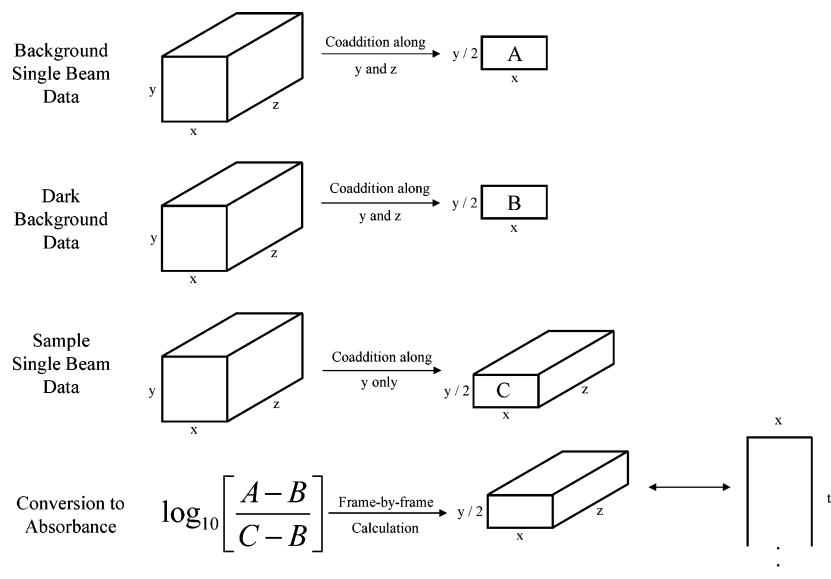 Background
Single Beam
Data
y
x
z
Coaddition along
y and z
y / 2
A
x
Dark
Background
Data
y
x
z
Coaddition along
y and z
y / 2
B
x
Sample
Single Beam
Data
y
x
z
Coaddition along
y only
y / 2
C
x
z
Conversion to
Absorbance
log10[(A − B)/(C − B)]
Frame-by-frame
Calculation
y / 2
x
z
x
t